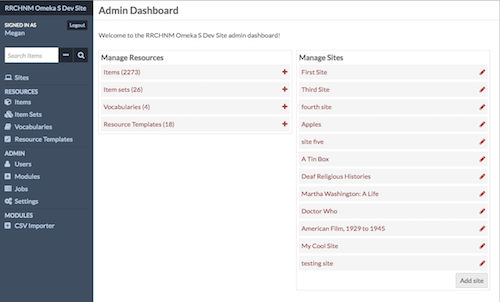 RRCHNM Omeka S Dev Site
SIGNED IN AS
Megan
Logout
Search items
Sites
RESOURCES
Items
Item Sets
Vocabularies
Resource Templates
ADMIN
Users
Modules
Jobs
Settings
MODULES
CSV Importer
Admin Dashboard
Welcome to the RRCHNM Omeka S Dev Site admin dashboard!
Manage Resources
Items (2273)
Item sets (26)
Vocabularies (4)
Resource Templates (18)
Manage Sites
First Site
Third Site
fourth site
Apples
site five
A Tin Box
Deaf Religious Histories
Martha Washington: A Life
Doctor Who
American Film, 1929 to 1945
My Cool Site
testing site
Add site